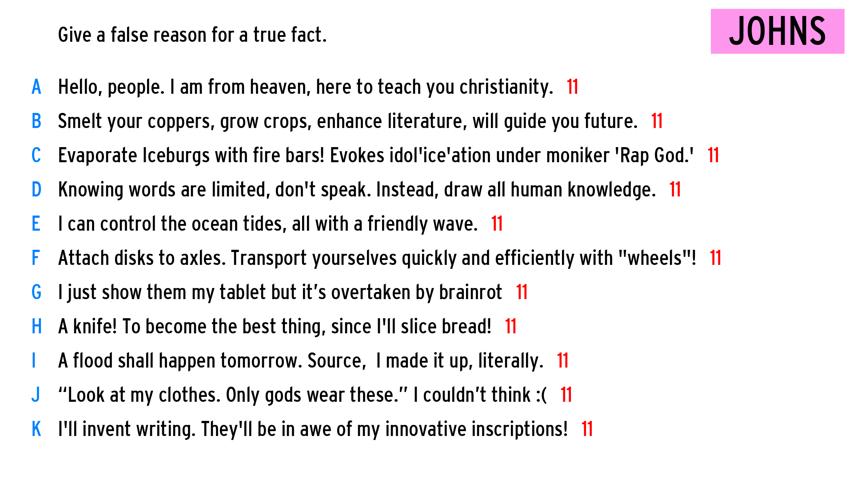 Give a false reason for a true fact.
JOHNS
A Hello, people. I am from heaven, here to teach you christianity. 11
B Smelt your coppers, grow crops, enhance literature, will guide you future. 11
C Evaporate Iceburgs with fire bars! Evokes idol'ice'ation under moniker 'Rap God.' 11
D Knowing words are limited, don't speak. Instead, draw all human knowledge. 11
E I can control the ocean tides, all with a friendly wave. 11
F Attach disks to axles. Transport yourselves quickly and efficiently with "wheels"! 11
G I just show them my tablet but it’s overtaken by brainrot 11
H A knife! To become the best thing, since I'll slice bread! 11
I A flood shall happen tomorrow. Source, I made it up, literally. 11
J “Look at my clothes. Only gods wear these.” I couldn’t think :( 11
K I'll invent writing. They'll be in awe of my innovative inscriptions! 11